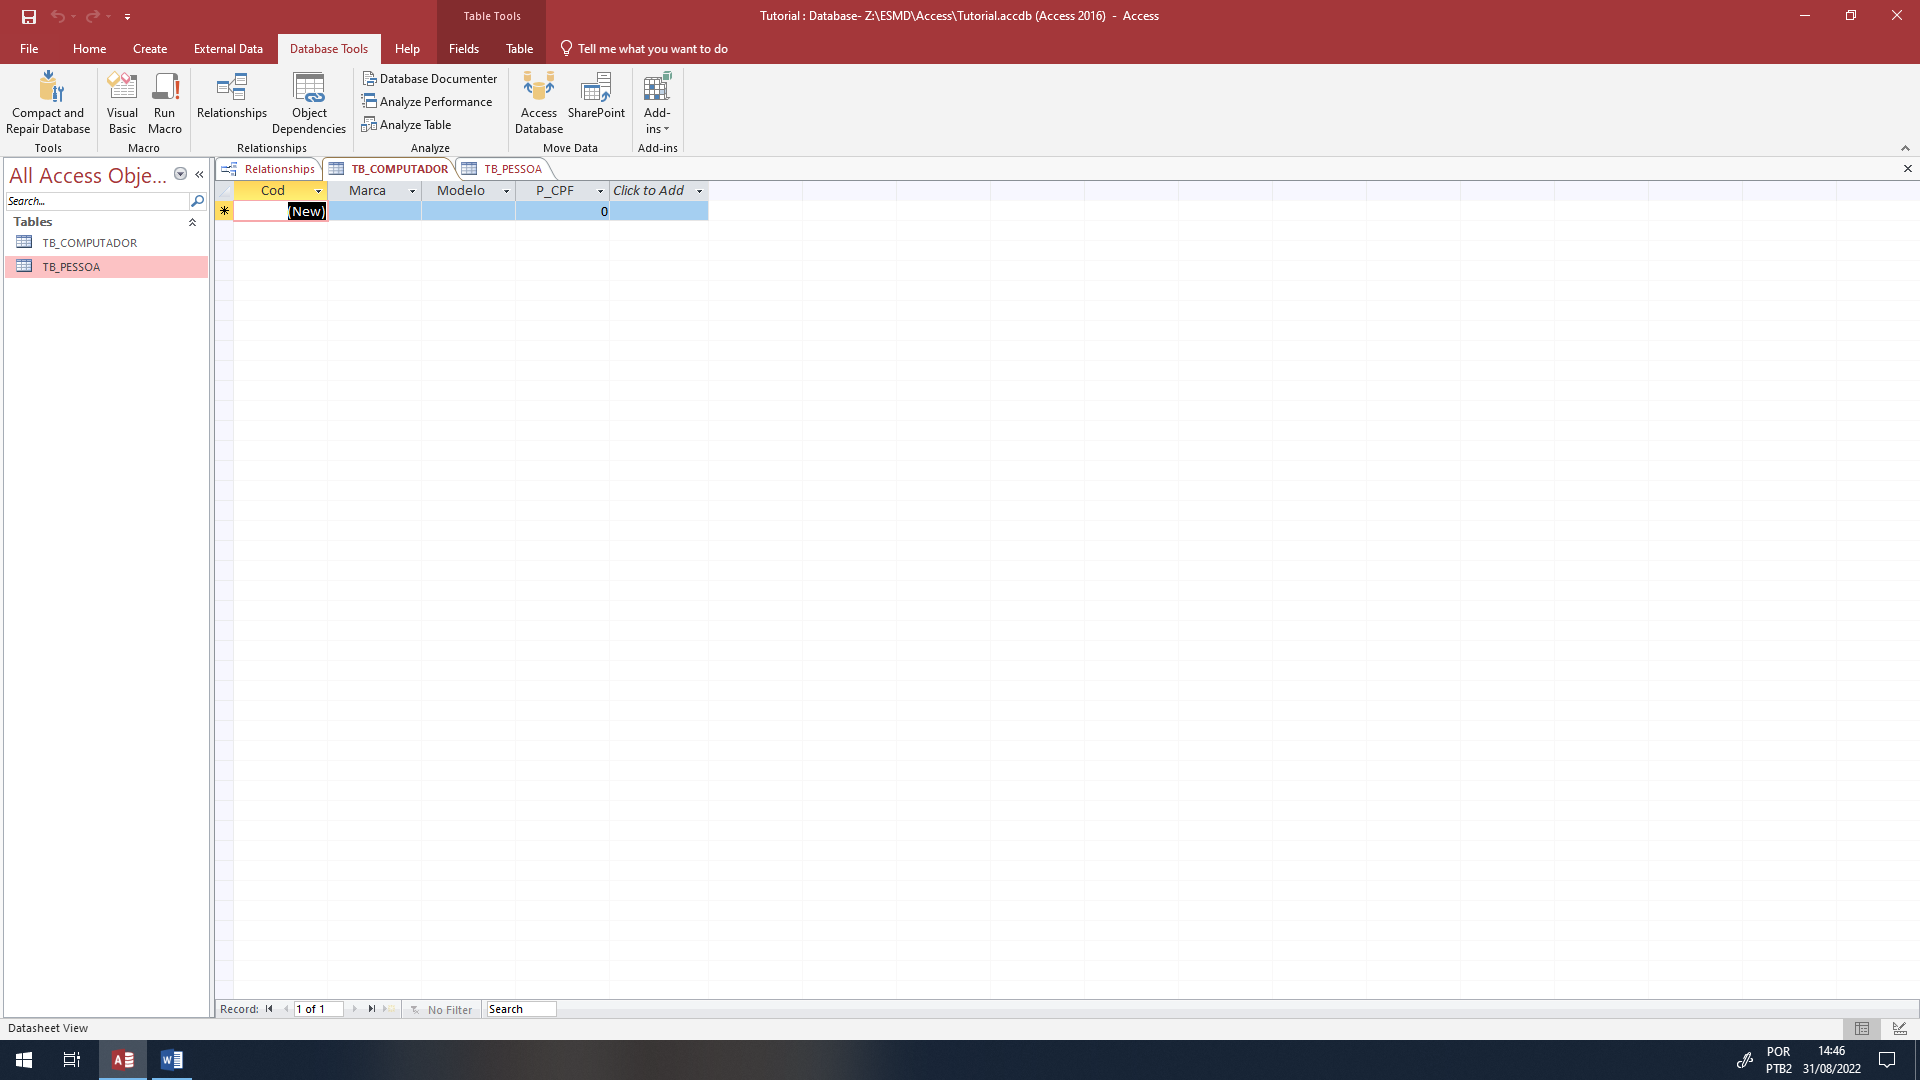 Table Tools
Tutorial : Database- Z:\ESMD\Access\Tutorial.accdb (Access 2016) - Access
File Home Create External Data Database Tools Help Fields Table Tell me what you want to do
Compact and Repair Database
Visual Basic
Run Macro
Relationships
Object Dependencies
Database Documenter
Analyze Performance
Analyze Table
Access Database
SharePoint
Add-ins
Tools Macro Relationships Analyze Move Data Add-ins
All Access Obje...
Search...
Tables
TB_COMPUTADOR
TB_PESSOA
Relationships TB_COMPUTADOR TB_PESSOA
Cod Marca Modelo P_CPF Click to Add
(New) 0
Record: 1 of 1 No Filter Search
Datasheet View
POR
PTB2
14:46
31/08/2022